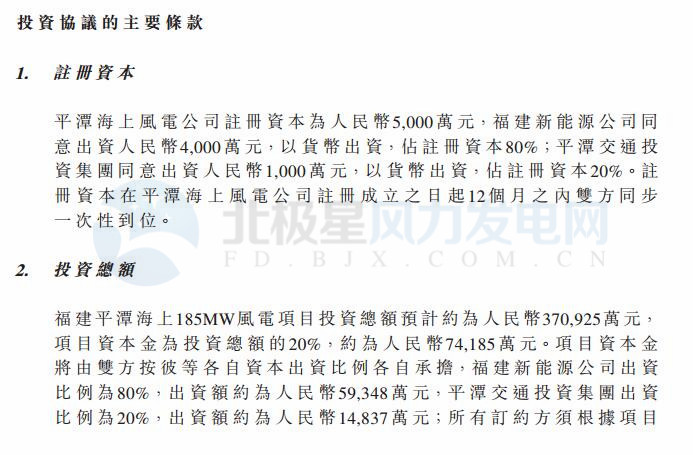 投資協議的主要條款
1. 註冊資本
平潭海上風電公司註冊資本為人民幣5,000萬元，福建新能源公司同
意出資人民幣4,000萬元，以貨幣出資，佔註冊資本80%；平潭交通投
資集團同意出資人民幣1,000萬元，以貨幣出資，佔註冊資本20%。註
冊資本在平潭海上風電公司註冊成立之日起12個月之內雙方同步
一次性到位。
北极星风力发电网
FD.BJX.COM.CN
2. 投資總額
福建平潭海上185MW風電項目投資總額預計約為人民幣370,925萬元，
項目資本金為投資總額的20%，約為人民幣74,185萬元。項目資本金
將由雙方按彼等各自資本出資比例各自承擔，福建新能源公司出資
比例為80%，出資額約為人民幣59,348萬元，平潭交通投資集團出資
比例為20%，出資額約為人民幣14,837萬元；所有訂約方須根據項目